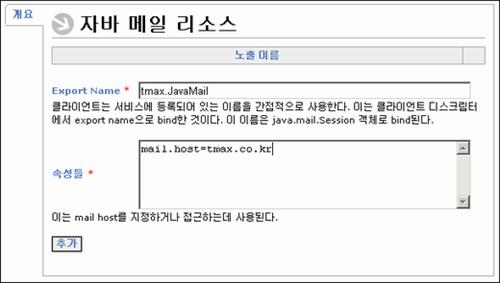 개요
자바 메일 리소스
노출 이름
Export Name * tmax.JavaMail
클라이언트는 서비스에 등록되어 있는 이름을 간접적으로 사용한다. 이는 클라이언트 디스크립터
에서 export name으로 bind한 것이다. 이 이름은 java.mail.Session 객체로 bind된다.
mail.host=tmax.co.kr
속성들 *
이는 mail host를 지정하거나 접근하는데 사용된다.
추가